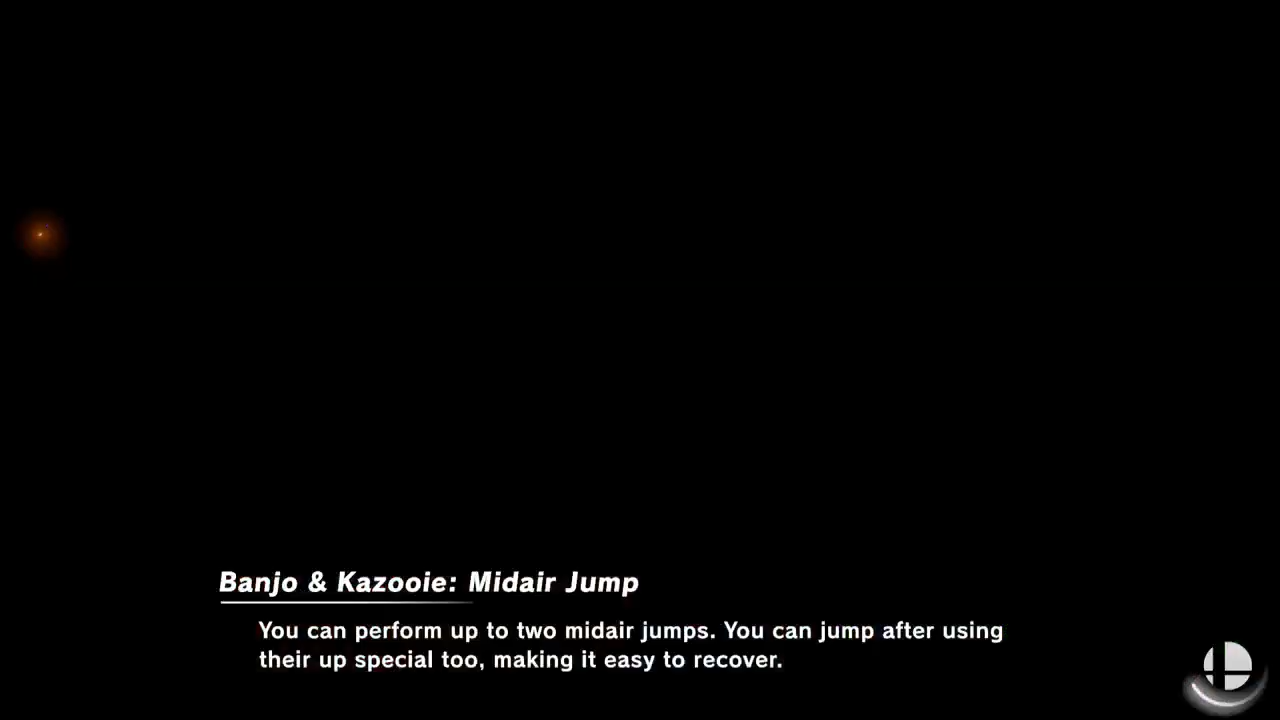 Banjo & Kazooie: Midair Jump
You can perform up to two midair jumps. You can jump after using
their up special too, making it easy to recover.